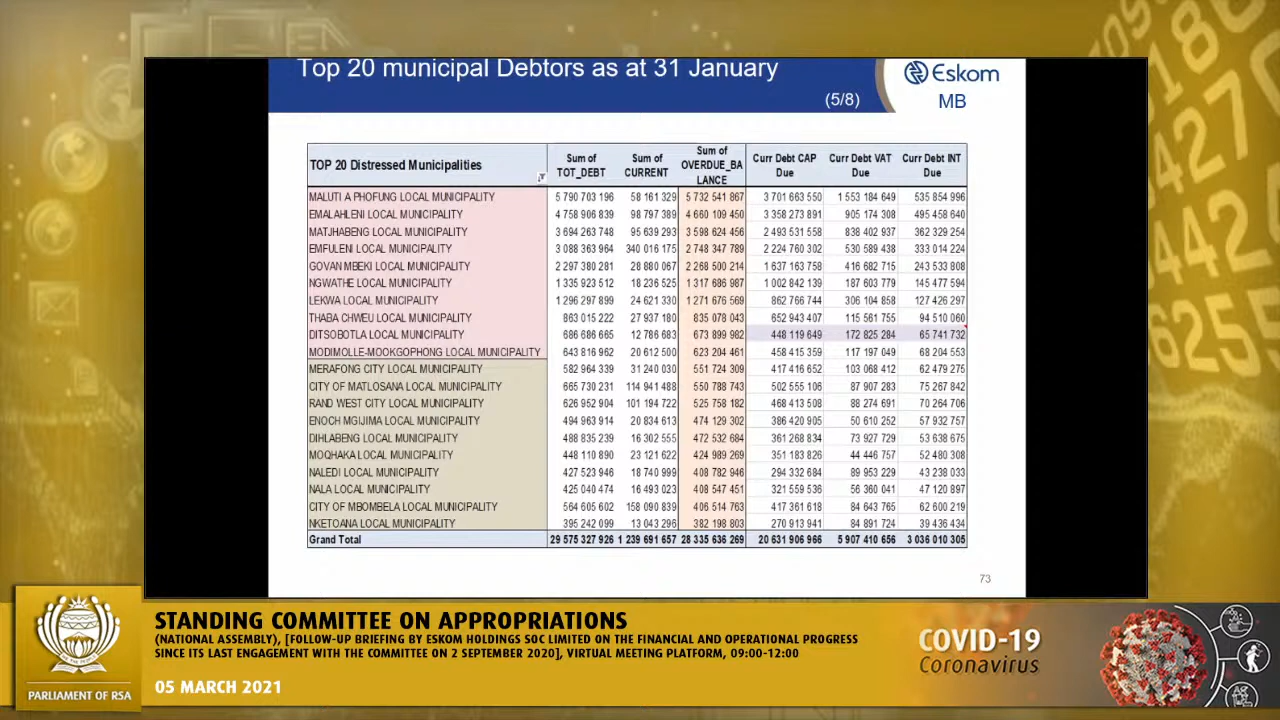 Top 20 municipal Debtors as at 31 January
(5/8)
Eskom
MB
TOP 20 Distressed Municipalities Sum of TOT_DEBT Sum of CURRENT Sum of OVERDUE_BA LANCE Curr Debt CAP Due Curr Debt VAT Due Curr Debt INT Due
MALUTI A PHOFUNG LOCAL MUNICIPALITY 5 790 703 196 58 161 329 5 732 541 867 3 701 663 550 1 553 184 649 535 854 996
EMALAHLENI LOCAL MUNICIPALITY 4 758 906 839 98 797 389 4 660 109 450 3 358 273 891 905 174 308 495 458 640
MATJHABENG LOCAL MUNICIPALITY 3 694 263 748 95 639 293 3 598 624 456 2 493 531 558 838 402 937 362 329 254
EMFULENI LOCAL MUNICIPALITY 3 088 363 964 340 016 175 2 748 347 789 2 224 760 302 530 589 438 333 014 224
GOVAN MBEKI LOCAL MUNICIPALITY 2 297 380 281 28 880 067 2 268 500 214 1 637 163 758 416 682 715 243 533 808
NGWATHE LOCAL MUNICIPALITY 1 335 923 512 18 236 525 1 317 686 987 1 002 842 139 187 603 779 145 477 594
LEKWA LOCAL MUNICIPALITY 1 296 297 899 24 621 330 1 271 676 569 862 766 744 306 104 858 127 426 297
THABA CHWEU LOCAL MUNICIPALITY 863 015 222 27 937 180 835 078 043 652 943 407 115 561 755 94 510 060
DITSOBOTLA LOCAL MUNICIPALITY 686 686 665 12 786 683 673 899 982 448 119 649 172 825 284 65 741 732
MODIMOLLE-MOOKGOPHONG LOCAL MUNICIPALITY 643 816 962 20 612 500 623 204 461 458 415 359 117 197 049 68 204 553
MERAFONG CITY LOCAL MUNICIPALITY 582 964 339 31 240 030 551 724 309 417 416 652 103 068 412 62 479 275
CITY OF MATLOSANA LOCAL MUNICIPALITY 665 730 231 114 941 488 550 788 743 502 555 106 87 907 283 75 267 842
RAND WEST CITY LOCAL MUNICIPALITY 626 952 904 101 194 722 525 758 182 468 413 508 88 274 691 70 264 706
ENOCH MGIJIMA LOCAL MUNICIPALITY 494 963 914 20 834 613 474 129 302 386 420 905 50 610 252 57 932 757
DIHLABENG LOCAL MUNICIPALITY 488 835 239 16 302 555 472 532 684 361 268 834 73 927 729 53 638 675
MOQHAKA LOCAL MUNICIPALITY 448 110 890 23 121 622 424 989 269 351 183 826 44 446 757 52 480 308
NALEDI LOCAL MUNICIPALITY 427 523 946 18 740 999 408 782 946 294 332 684 89 953 229 43 238 033
NALA LOCAL MUNICIPALITY 425 040 474 16 493 023 408 547 451 321 559 536 56 360 041 47 120 897
CITY OF MBOMBELA LOCAL MUNICIPALITY 564 605 602 158 090 839 406 514 763 417 361 618 84 643 765 62 600 219
NKETOANA LOCAL MUNICIPALITY 395 242 099 13 043 296 382 198 803 270 913 941 84 891 724 39 436 434
Grand Total 29 575 327 926 1 239 691 657 28 335 636 269 20 631 906 966 5 907 410 656 3 036 010 305
73
STANDING COMMITTEE ON APPROPRIATIONS
(NATIONAL ASSEMBLY), [FOLLOW-UP BRIEFING BY ESKOM HOLDINGS SOC LIMITED ON THE FINANCIAL AND OPERATIONAL PROGRESS
SINCE ITS LAST ENGAGEMENT WITH THE COMMITTEE ON 2 SEPTEMBER 2020], VIRTUAL MEETING PLATFORM, 09:00-12:00
05 MARCH 2021
PARLIAMENT OF RSA
COVID-19
Coronavirus